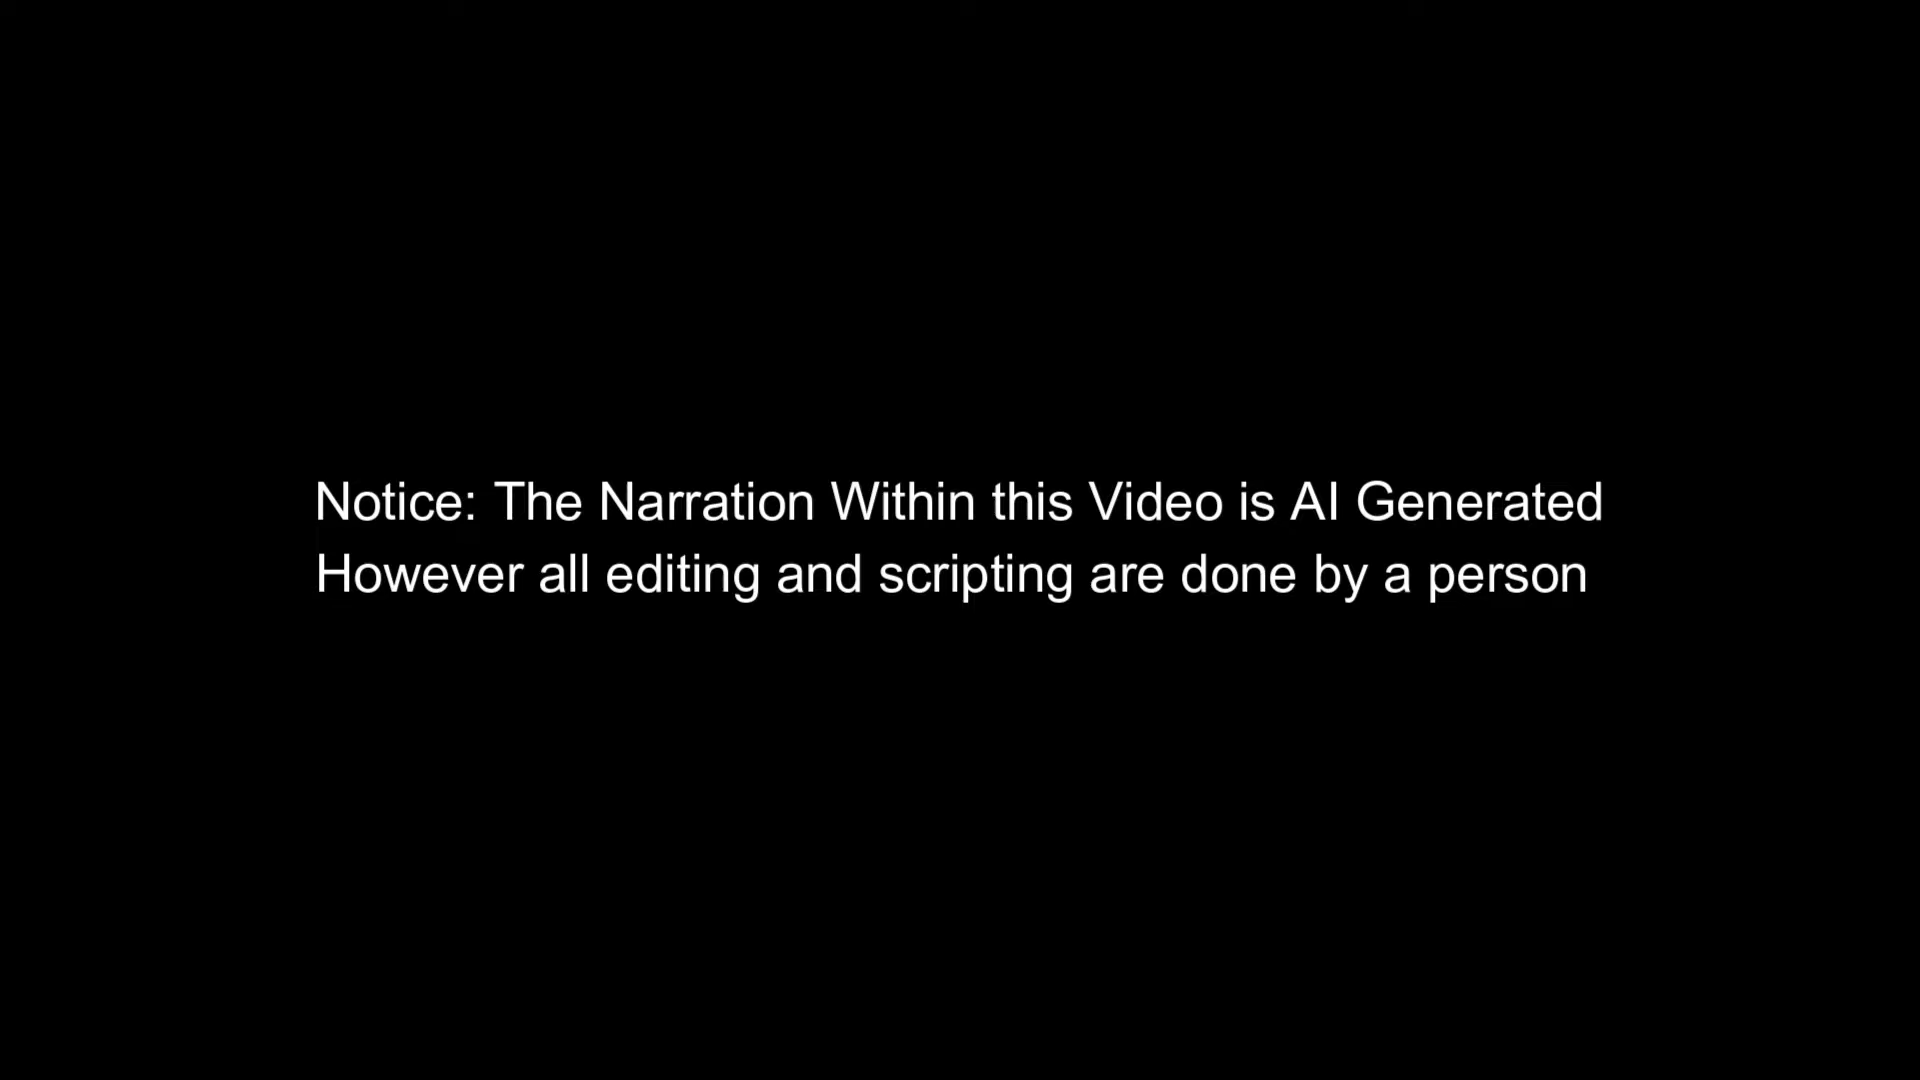 Notice: The Narration Within this Video is AI Generated
However all editing and scripting are done by a person